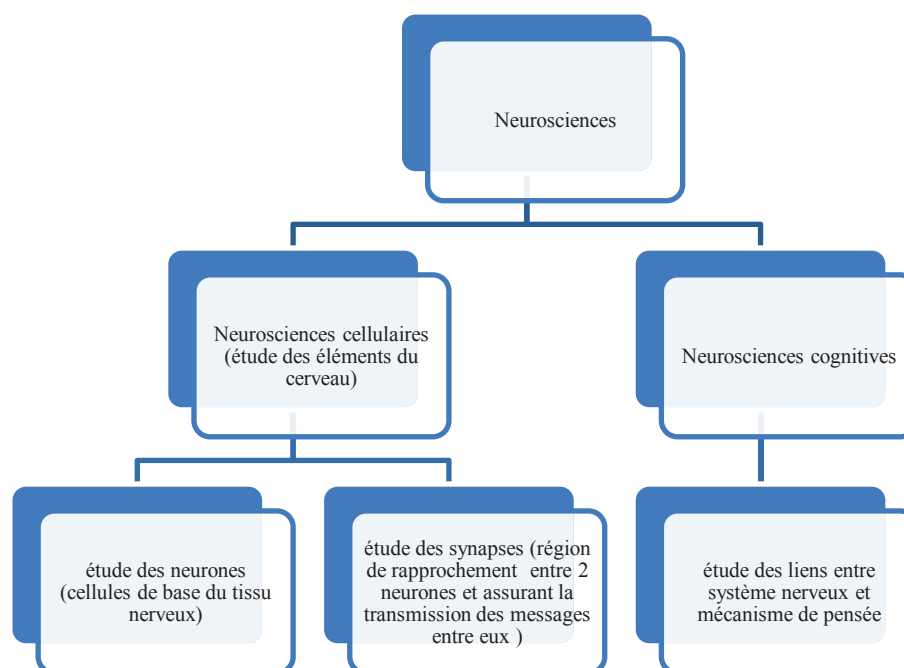 Neurosciences
Neurosciences cellulaires
(étude des éléments du
cerveau)
Neurosciences cognitives
étude des neurones
(cellules de base du tissu
nerveux)
étude des synapses (région
de rapprochement entre 2
neurones et assurant la
transmission des messages
entre eux )
étude des liens entre
système nerveux et
mécanisme de pensée